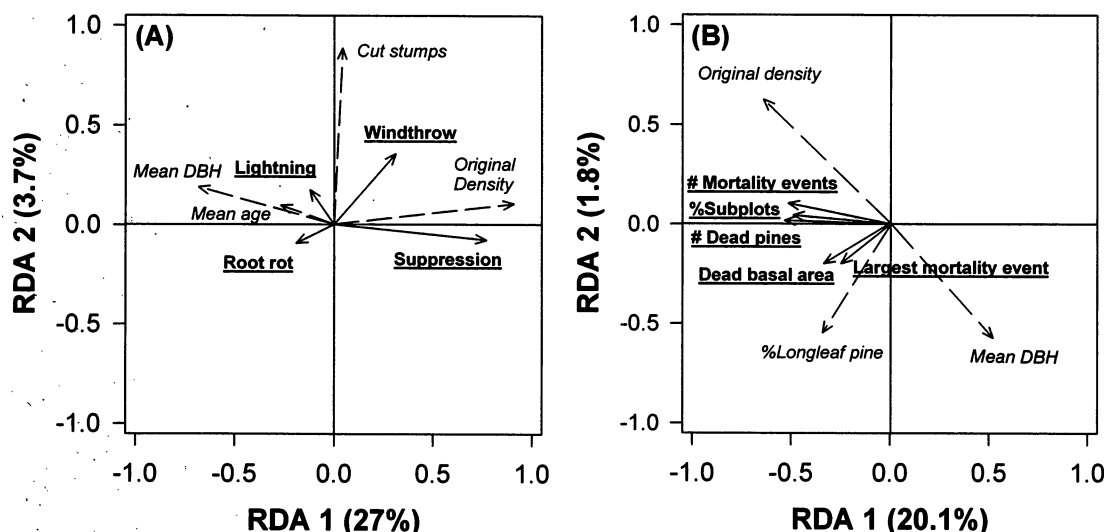 (A)
Cut stumps
Windthrow
Mean DBH
Lightning
Original
Density
Mean age
Root rot
Suppression
1.0
0.5
0.0
-0.5
-1.0
-1.0
-0.5
0.0
0.5
1.0
RDA 2 (3.7%)
RDA 1 (27%)
(B)
Original density
# Mortality events
%Subplots
# Dead pines
Dead basal area
Largest mortality event
%Longleaf pine
Mean DBH
1.0
0.5
0.0
-0.5
-1.0
-1.0
-0.5
0.0
0.5
1.0
RDA 2 (1.8%)
RDA 1 (20.1%)